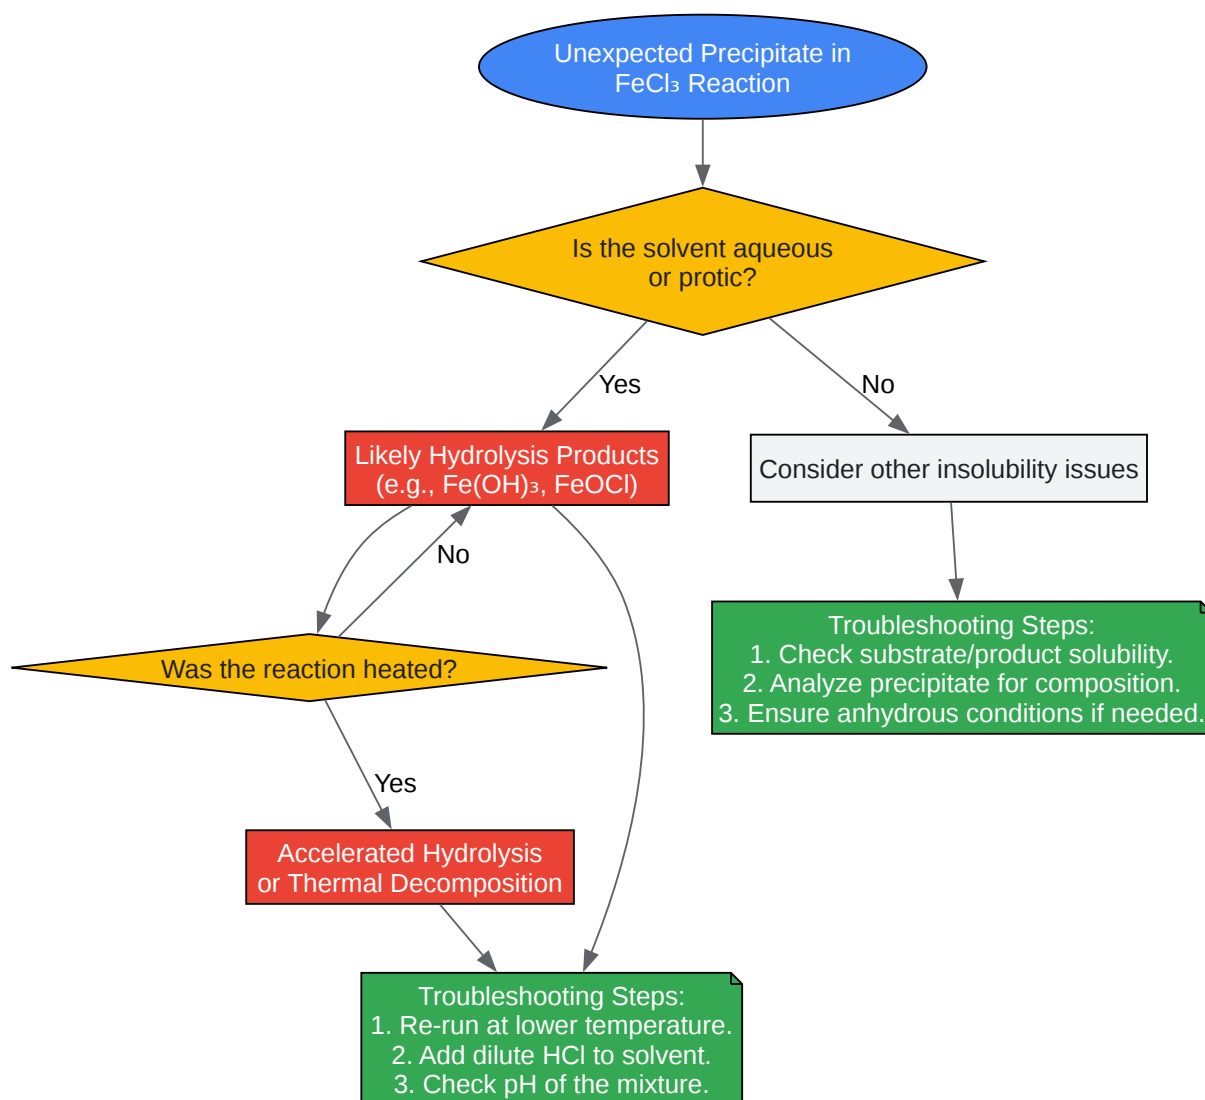 Unexpected Precipitate in
FeCl₃ Reaction
Is the solvent aqueous
or protic?
Yes
No
Likely Hydrolysis Products
(e.g., Fe(OH)₃, FeOCl)
Consider other insolubility issues
No
Troubleshooting Steps:
1. Check substrate/product solubility.
2. Analyze precipitate for composition.
3. Ensure anhydrous conditions if needed.
Was the reaction heated?
Yes
Accelerated Hydrolysis
or Thermal Decomposition
Troubleshooting Steps:
1. Re-run at lower temperature.
2. Add dilute HCl to solvent.
3. Check pH of the mixture.